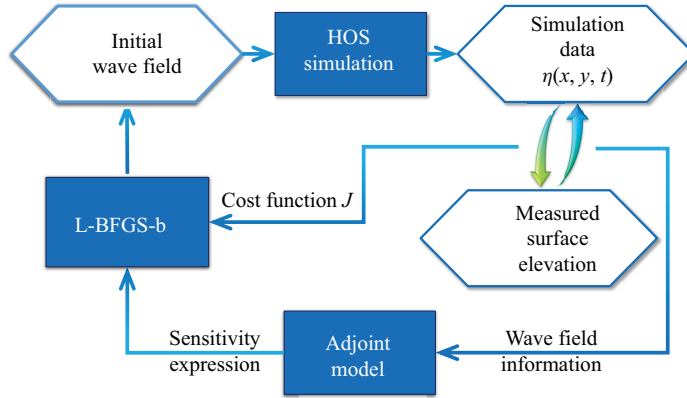 Initial
wave field
HOS
simulation
Simulation
data
η(x, y, t)
Cost function J
L-BFGS-b
Measured
surface
elevation
Sensitivity
expression
Adjoint
model
Wave field
information